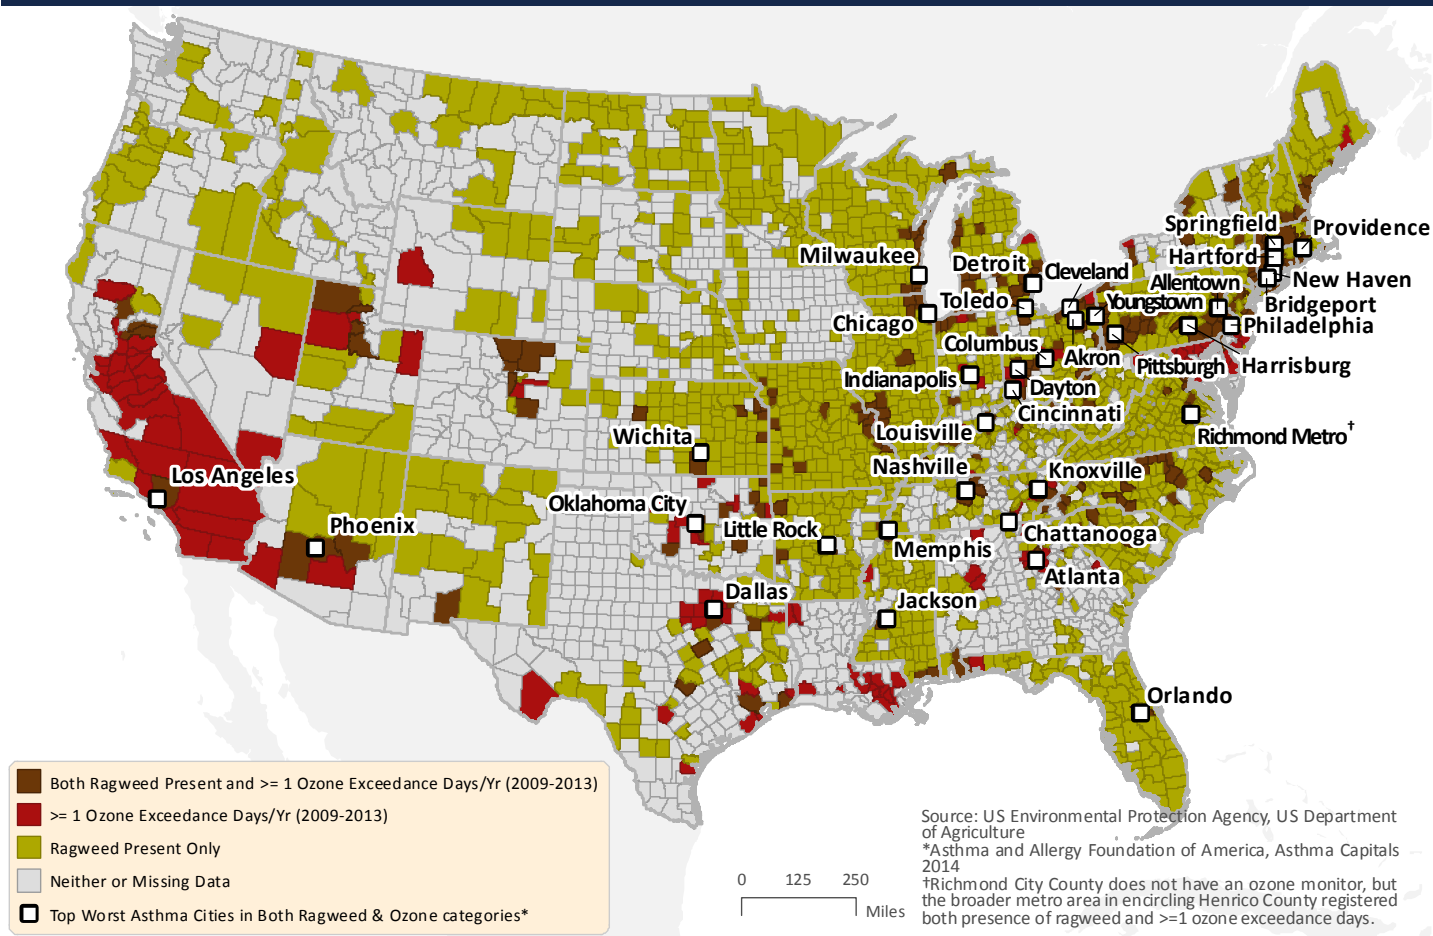 Springfield
Providence
Milwaukee
Detroit
Hartford
Cleveland
Allentown
New Haven
Toledo
Youngstown
Bridgeport
Chicago
Philadelphia
Columbus
Akron
Pittsburgh
Harrisburg
Indianapolis
Dayton
Cincinnati
Wichita
Louisville
Richmond Metro†
Nashville
Knoxville
Los Angeles
Oklahoma City
Phoenix
Little Rock
Chattanooga
Memphis
Atlanta
Dallas
Jackson
Orlando
Both Ragweed Present and >= 1 Ozone Exceedance Days/Yr (2009-2013)
>= 1 Ozone Exceedance Days/Yr (2009-2013)
Ragweed Present Only
Neither or Missing Data
Top Worst Asthma Cities in Both Ragweed & Ozone categories*
0 125 250
Miles
Source: US Environmental Protection Agency, US Department
of Agriculture
*Asthma and Allergy Foundation of America, Asthma Capitals
2014
†Richmond City County does not have an ozone monitor, but
the broader metro area in encircling Henrico County registered
both presence of ragweed and >=1 ozone exceedance days.